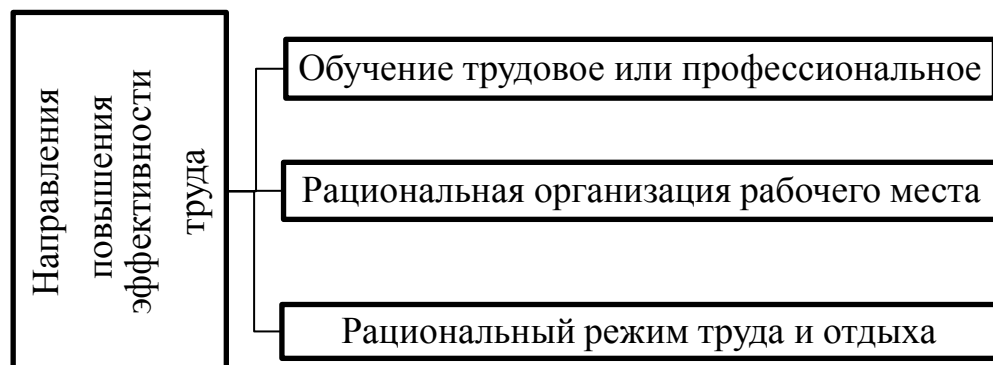 Направления
повышения
эффективности
труда
Обучение трудовое или профессиональное
Рациональная организация рабочего места
Рациональный режим труда и отдыха